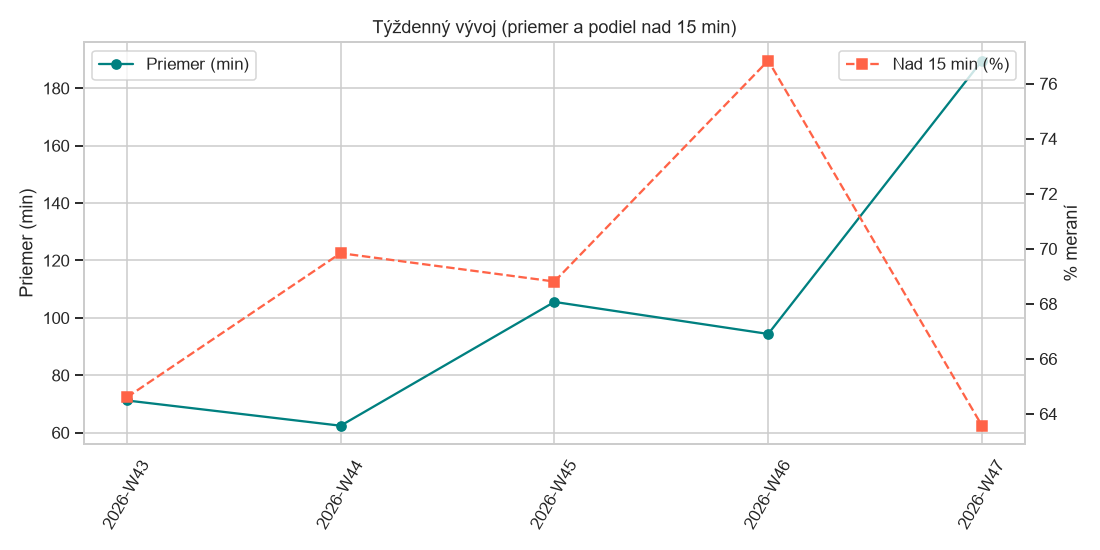 Týždenný vývoj (priemer a podiel nad 15 min)
Priemer (min)
Nad 15 min (%)
180
160
140
120
100
80
60
Priemer (min)
76
74
72
70
68
66
64
% meraní
2026-W43
2026-W44
2026-W45
2026-W46
2026-W47